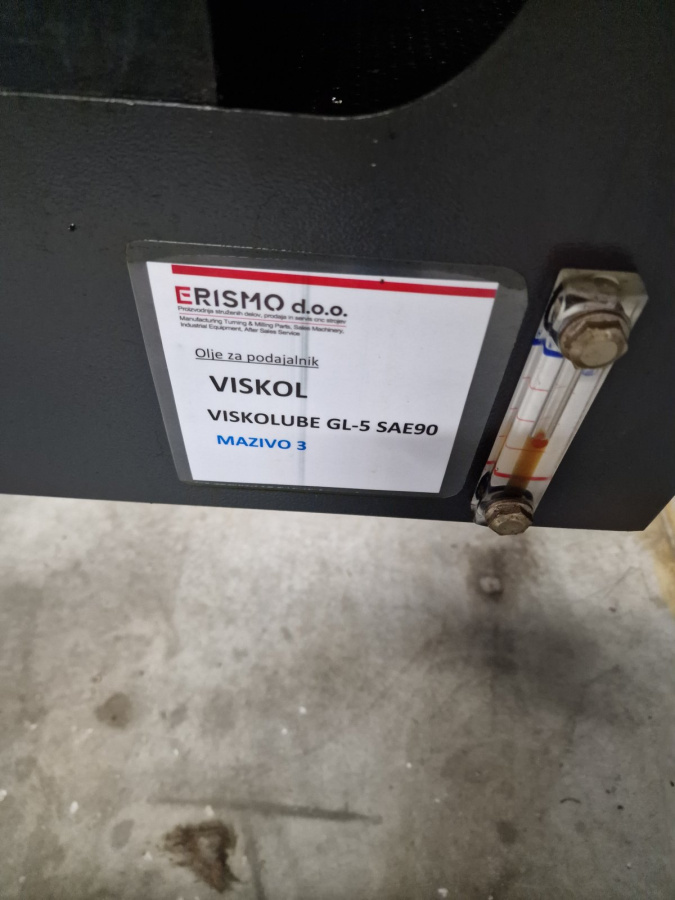 ERISMO d.o.o.
Proizvodnja struženih delov, prodaja in servis cnc strojev
Manufacturing Turning & Milling Parts, Sales Machinery,
Industrial Equipment, After Sales Service
Olje za podajalnik
VISKOL
VISKOLUBE GL-5 SAE90
MAZIVO 3